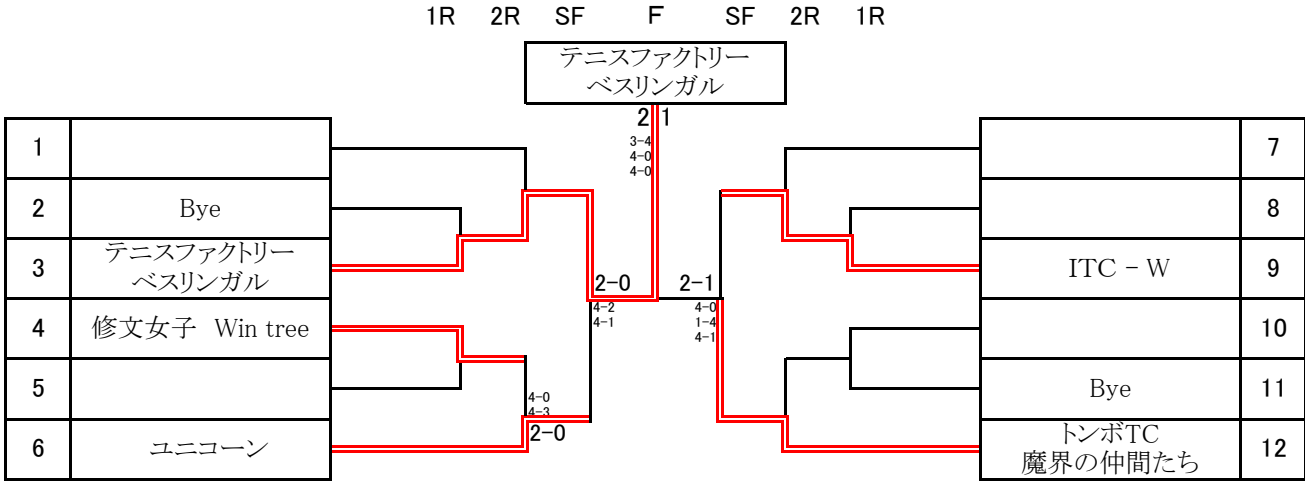 1R 2R SF F SF 2R 1R
テニスファクトリー
ベスリンガル
2 1
3-4
4-0
4-0
1
2 Bye
3 テニスファクトリー
ベスリンガル
4 修文女子 Win tree
5
6 ユニコーン
2-0
4-2
4-1
4-0
4-3
2-0
2-1
4-0
1-4
4-1
7
8
ITC - W 9
10
Bye 11
トンボTC
魔界の仲間たち 12